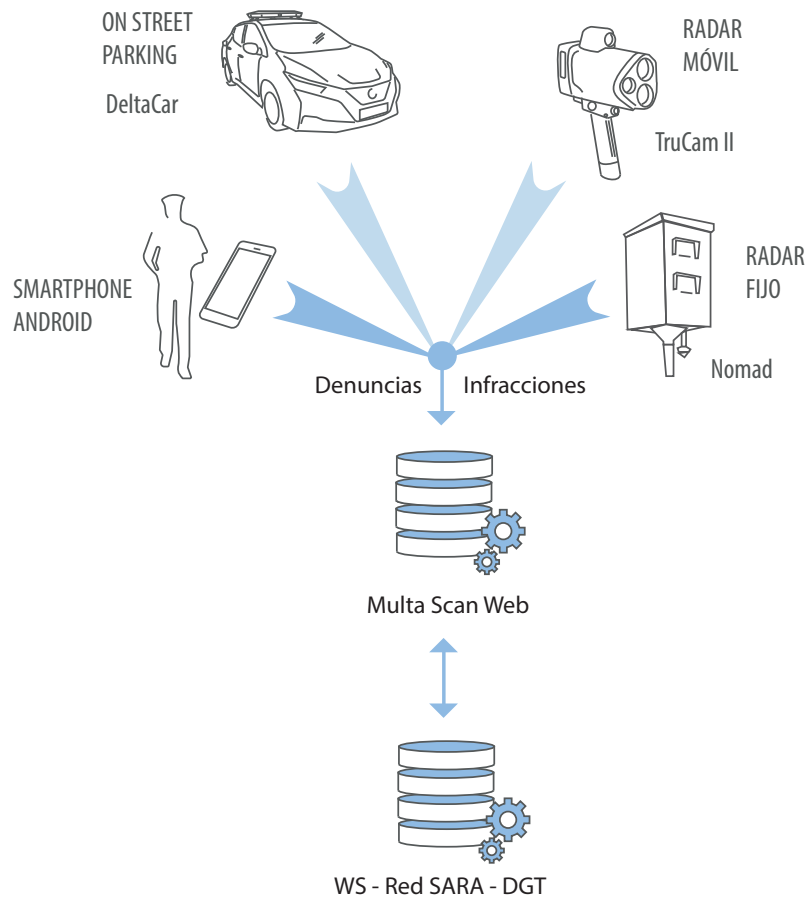 ON STREET
PARKING
DeltaCar
RADAR
MÓVIL
TruCam II
SMARTPHONE
ANDROID
RADAR
FIJO
Nomad
Denuncias
Infracciones
Multa Scan Web
WS - Red SARA - DGT